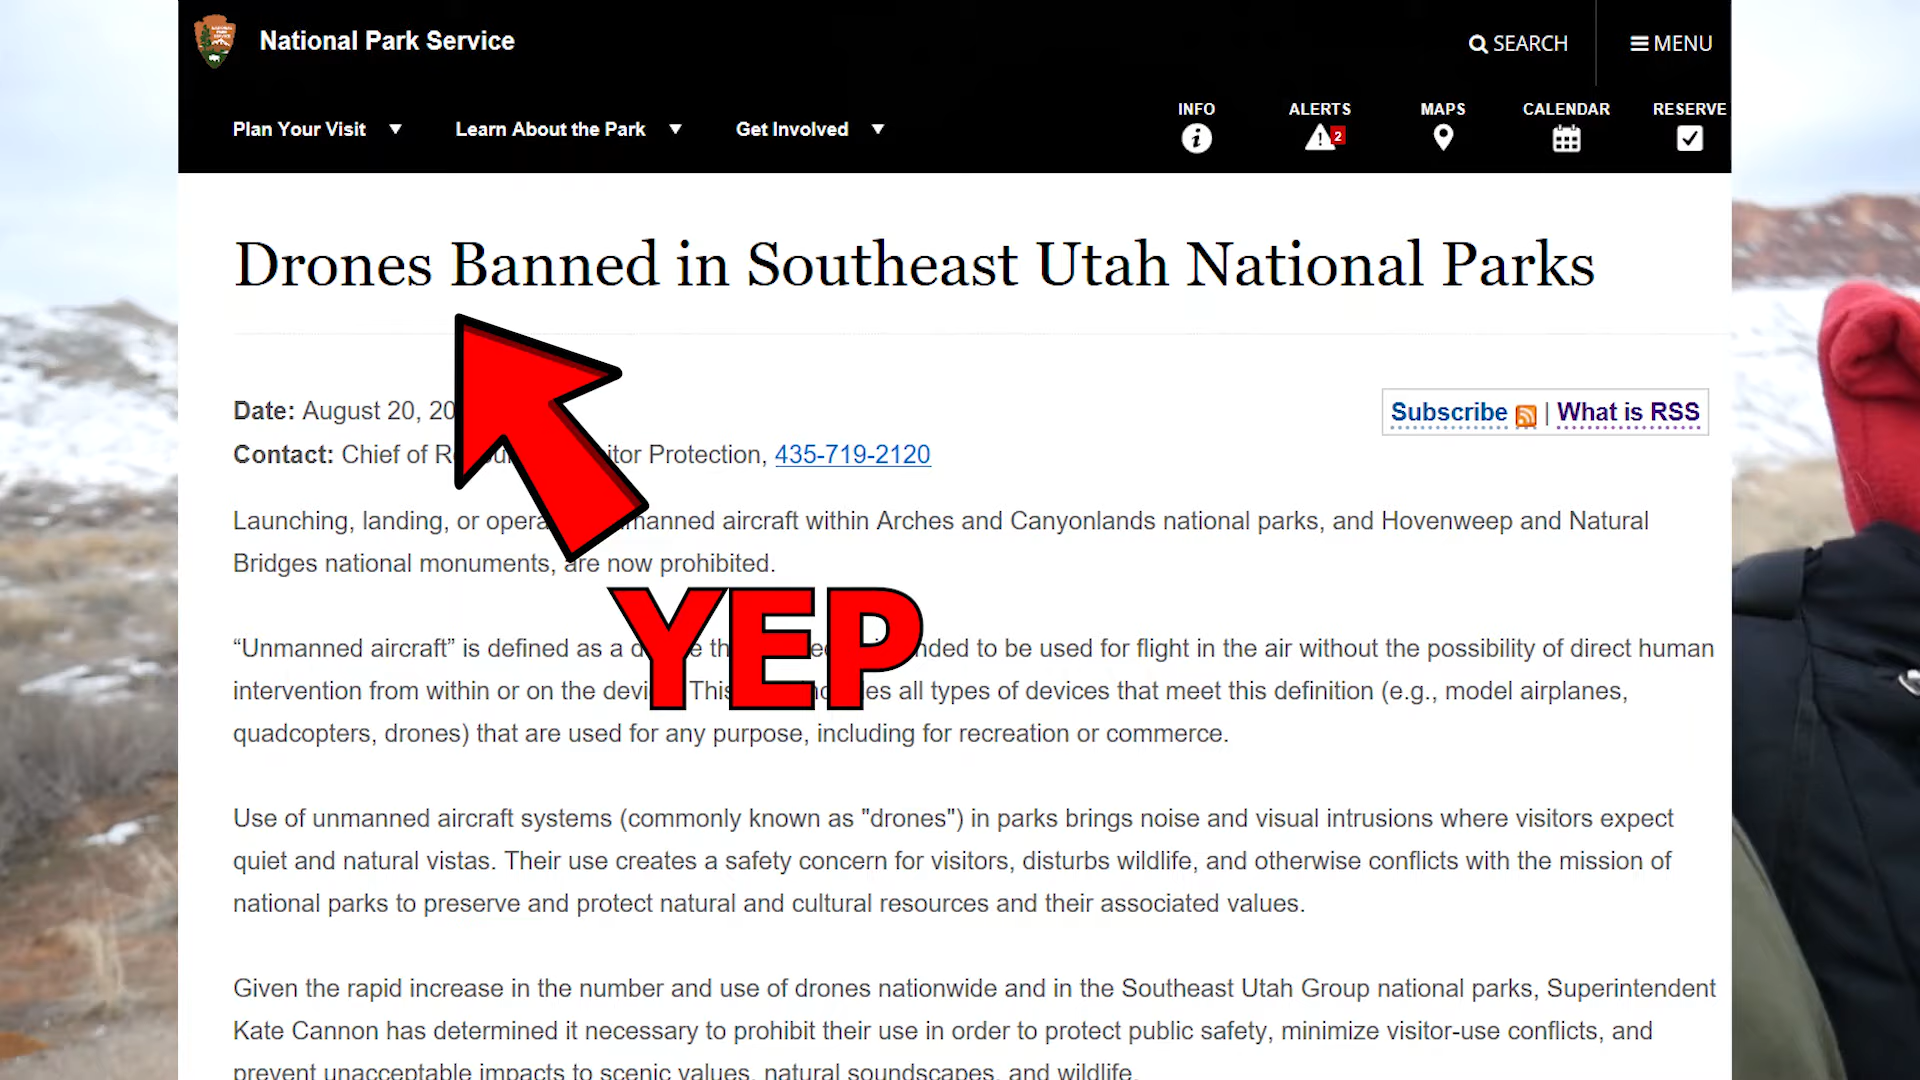 National Park Service
SEARCH
MENU
Plan Your Visit
Learn About the Park
Get Involved
INFO
ALERTS
2
MAPS
CALENDAR
RESERVE
Drones Banned in Southeast Utah National Parks
Date: August 20, 20
Subscribe | What is RSS
Contact: Chief of Protection, 435-719-2120
Launching, landing, or aircraft within Arches and Canyonlands national parks, and Hovenweep and Natural
Bridges national monuments, are now prohibited.
YEP
“Unmanned aircraft” is defined as a to be used for flight in the air without the possibility of direct human
intervention from within or on the all types of devices that meet this definition (e.g., model airplanes,
quadcopters, drones) that are used for any purpose, including for recreation or commerce.
Use of unmanned aircraft systems (commonly known as "drones") in parks brings noise and visual intrusions where visitors expect
quiet and natural vistas. Their use creates a safety concern for visitors, disturbs wildlife, and otherwise conflicts with the mission of
national parks to preserve and protect natural and cultural resources and their associated values.
Given the rapid increase in the number and use of drones nationwide and in the Southeast Utah Group national parks, Superintendent
Kate Cannon has determined it necessary to prohibit their use in order to protect public safety, minimize visitor-use conflicts, and
prevent unacceptable impacts to scenic values, natural soundscapes, and wildlife.